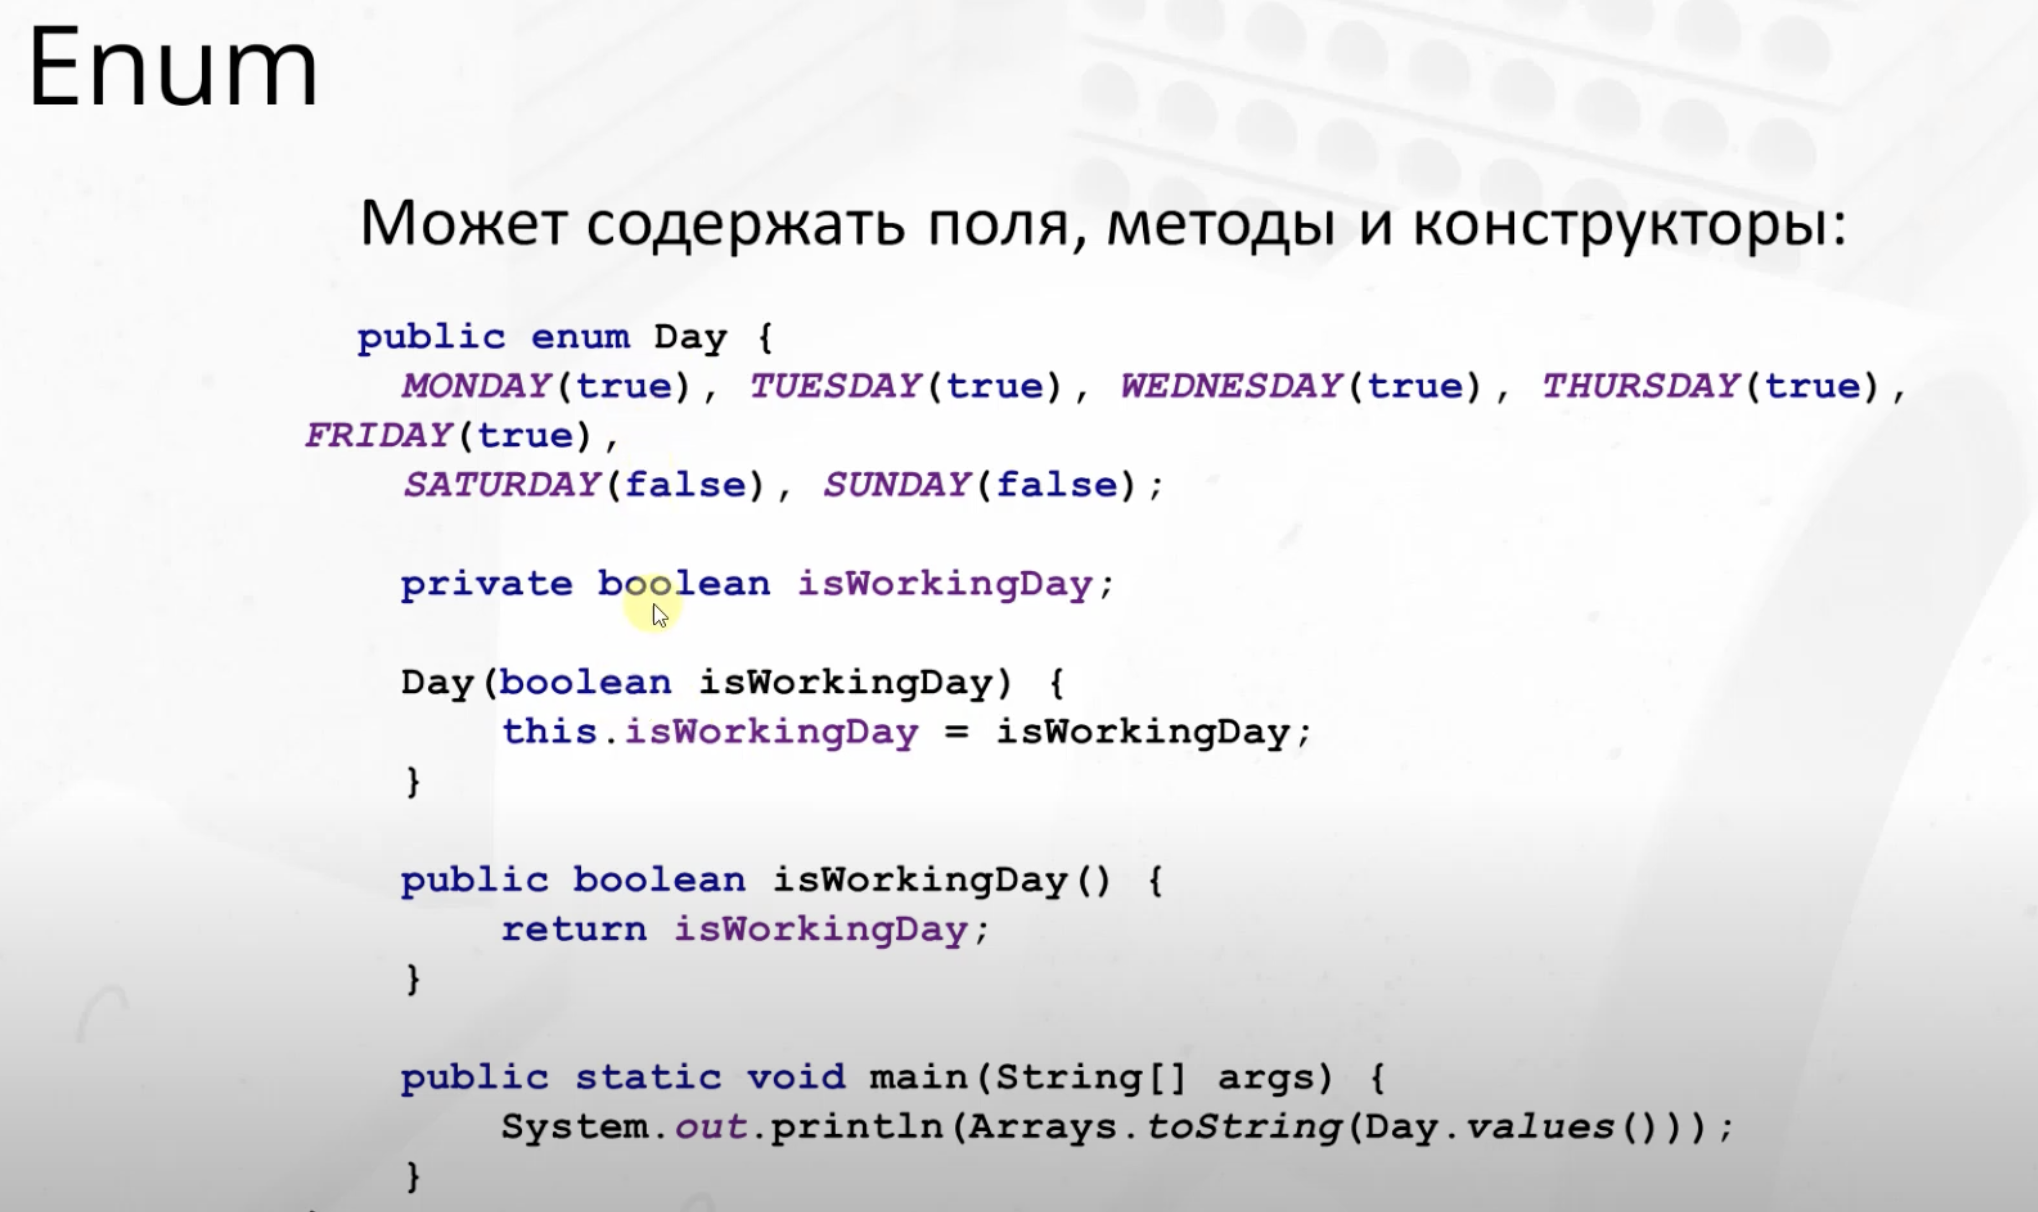 Enum
Может содержать поля, методы и конструкторы:
public enum Day {
MONDAY(true), TUESDAY(true), WEDNESDAY(true), THURSDAY(true),
FRIDAY(true),
SATURDAY(false), SUNDAY(false);
private boolean isWorkingDay;
Day(boolean isWorkingDay) {
this.isWorkingDay = isWorkingDay;
}
public boolean isWorkingDay() {
return isWorkingDay;
}
public static void main(String[] args) {
System.out.println(Arrays.toString(Day.values()));
}